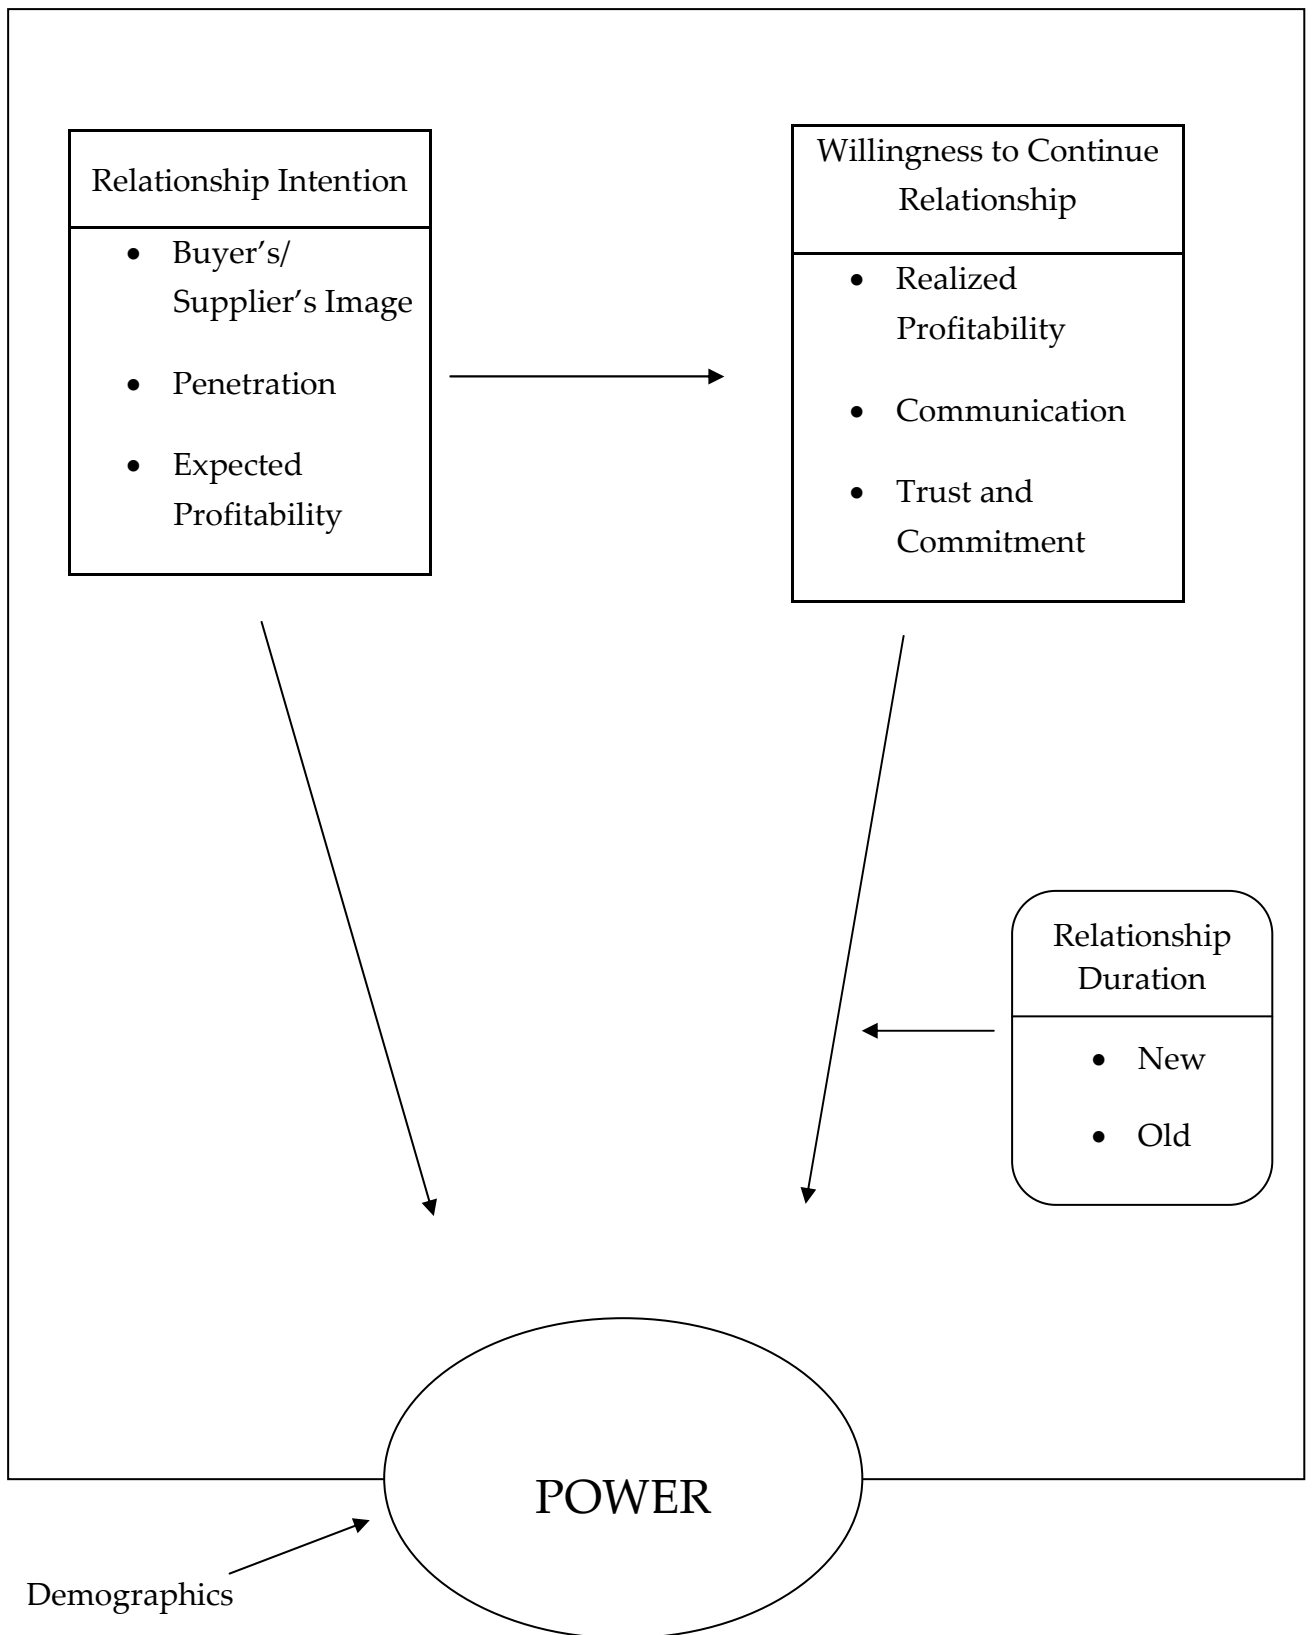 Relationship Intention
• Buyer's/
Supplier's Image
• Penetration
• Expected
Profitability
Willingness to Continue
Relationship
• Realized
Profitability
• Communication
• Trust and
Commitment
Relationship
Duration
• New
• Old
POWER
Demographics